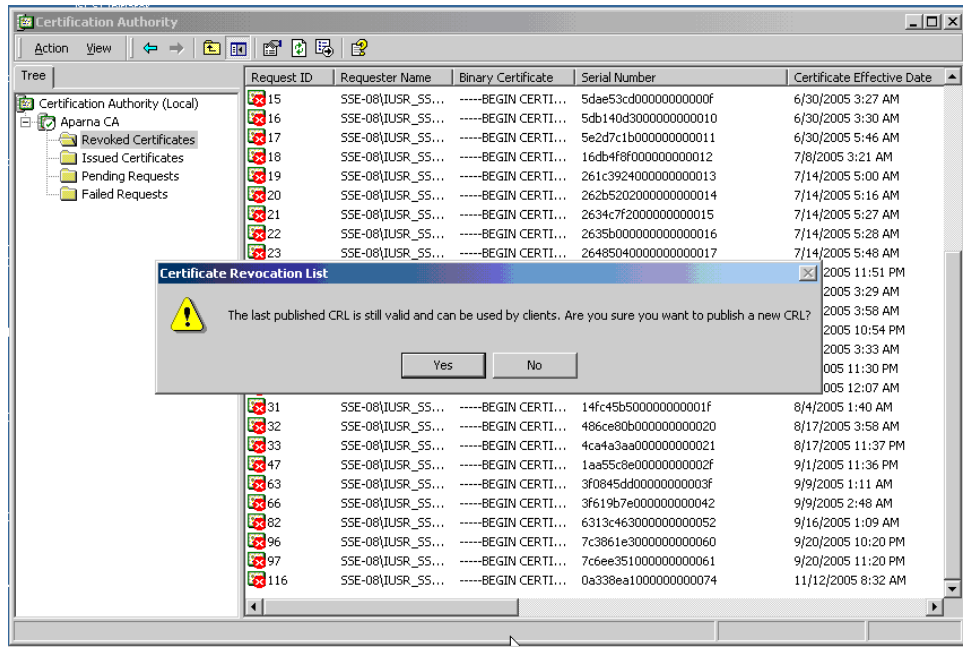 Certification Authority
Action View
Tree
Certification Authority (Local)
Aparna CA
Revoked Certificates
Issued Certificates
Pending Requests
Failed Requests
Request ID Requester Name Binary Certificate Serial Number Certificate Effective Date
15 SSE-08\IUSR_SS... -----BEGIN CERTI... 5dae53cd00000000000f 6/30/2005 3:27 AM
16 SSE-08\IUSR_SS... -----BEGIN CERTI... 5db140d3000000000010 6/30/2005 3:30 AM
17 SSE-08\IUSR_SS... -----BEGIN CERTI... 5e2d7c1b000000000011 6/30/2005 5:46 AM
18 SSE-08\IUSR_SS... -----BEGIN CERTI... 16db4f8f000000000012 7/8/2005 3:21 AM
19 SSE-08\IUSR_SS... -----BEGIN CERTI... 261c3924000000000013 7/14/2005 5:00 AM
20 SSE-08\IUSR_SS... -----BEGIN CERTI... 262b5202000000000014 7/14/2005 5:16 AM
21 SSE-08\IUSR_SS... -----BEGIN CERTI... 2634c7f2000000000015 7/14/2005 5:27 AM
22 SSE-08\IUSR_SS... -----BEGIN CERTI... 2635b000000000000016 7/14/2005 5:28 AM
23 SSE-08\IUSR_SS... -----BEGIN CERTI... 26485040000000000017 7/14/2005 5:48 AM
2005 11:51 PM
2005 3:29 AM
2005 3:58 AM
2005 10:54 PM
2005 3:33 AM
005 11:30 PM
005 12:07 AM
Certificate Revocation List
The last published CRL is still valid and can be used by clients. Are you sure you want to publish a new CRL?
Yes No
31 SSE-08\IUSR_SS... -----BEGIN CERTI... 14fc45b500000000001f 8/4/2005 1:40 AM
32 SSE-08\IUSR_SS... -----BEGIN CERTI... 486ce80b000000000020 8/17/2005 3:58 AM
33 SSE-08\IUSR_SS... -----BEGIN CERTI... 4ca4a3aa000000000021 8/17/2005 11:37 PM
47 SSE-08\IUSR_SS... -----BEGIN CERTI... 1aa55c8e00000000002f 9/1/2005 11:36 PM
63 SSE-08\IUSR_SS... -----BEGIN CERTI... 3f0845dd00000000003f 9/9/2005 1:11 AM
66 SSE-08\IUSR_SS... -----BEGIN CERTI... 3f619b7e000000000042 9/9/2005 2:48 AM
82 SSE-08\IUSR_SS... -----BEGIN CERTI... 6313c463000000000052 9/16/2005 1:09 AM
96 SSE-08\IUSR_SS... -----BEGIN CERTI... 7c3861e3000000000060 9/20/2005 10:20 PM
97 SSE-08\IUSR_SS... -----BEGIN CERTI... 7c6ee351000000000061 9/20/2005 11:20 PM
116 SSE-08\IUSR_SS... -----BEGIN CERTI... 0a338ea1000000000074 11/12/2005 8:32 AM